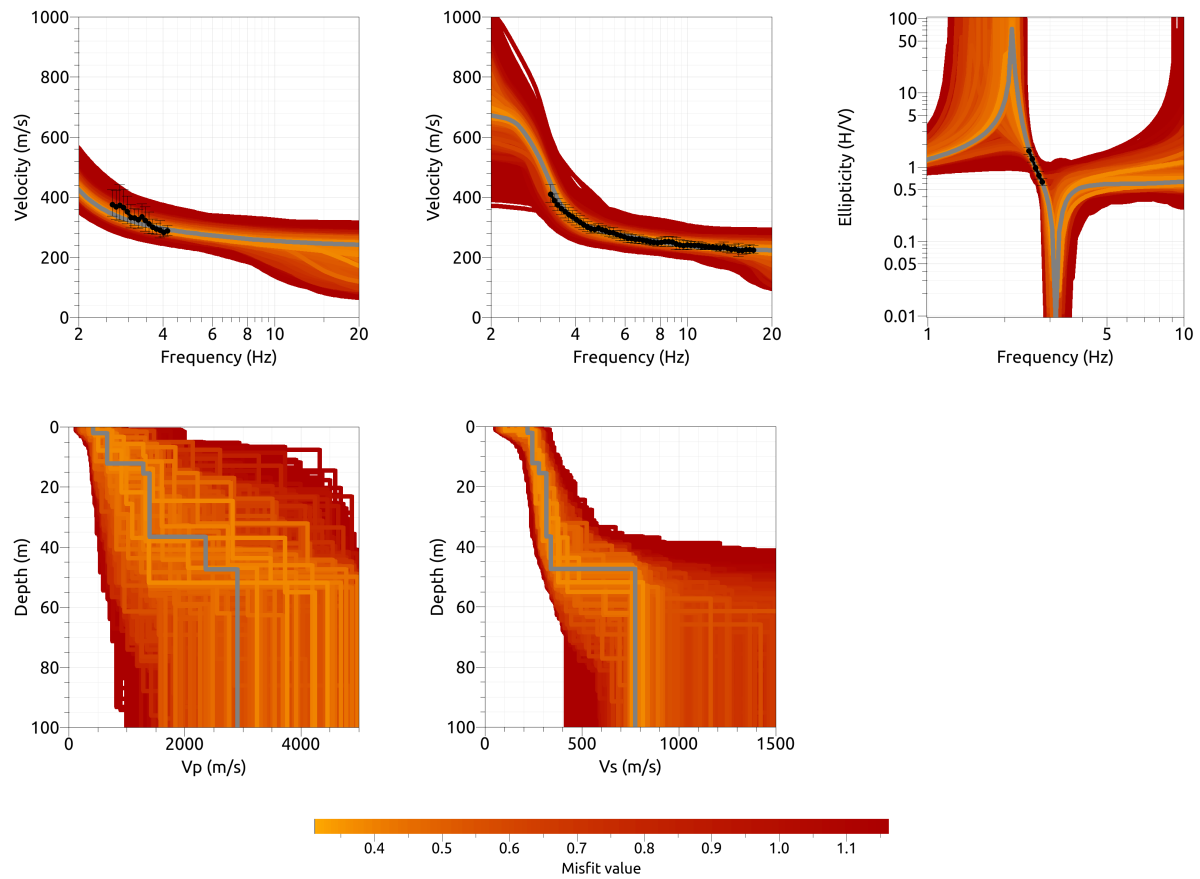 1000
800
600
400
200
0
Velocity (m/s)
2 4 6 8 10 20
Frequency (Hz)
1000
800
600
400
200
0
Velocity (m/s)
2 4 6 8 10 20
Frequency (Hz)
100
50
10
5
1
0.5
0.1
0.05
0.01
Ellipticity (H/V)
1 5 10
Frequency (Hz)
0
20
40
60
80
100
Depth (m)
0 2000 4000
Vp (m/s)
0
20
40
60
80
100
Depth (m)
0 500 1000 1500
Vs (m/s)
0.4 0.5 0.6 0.7 0.8 0.9 1.0 1.1
Misfit value